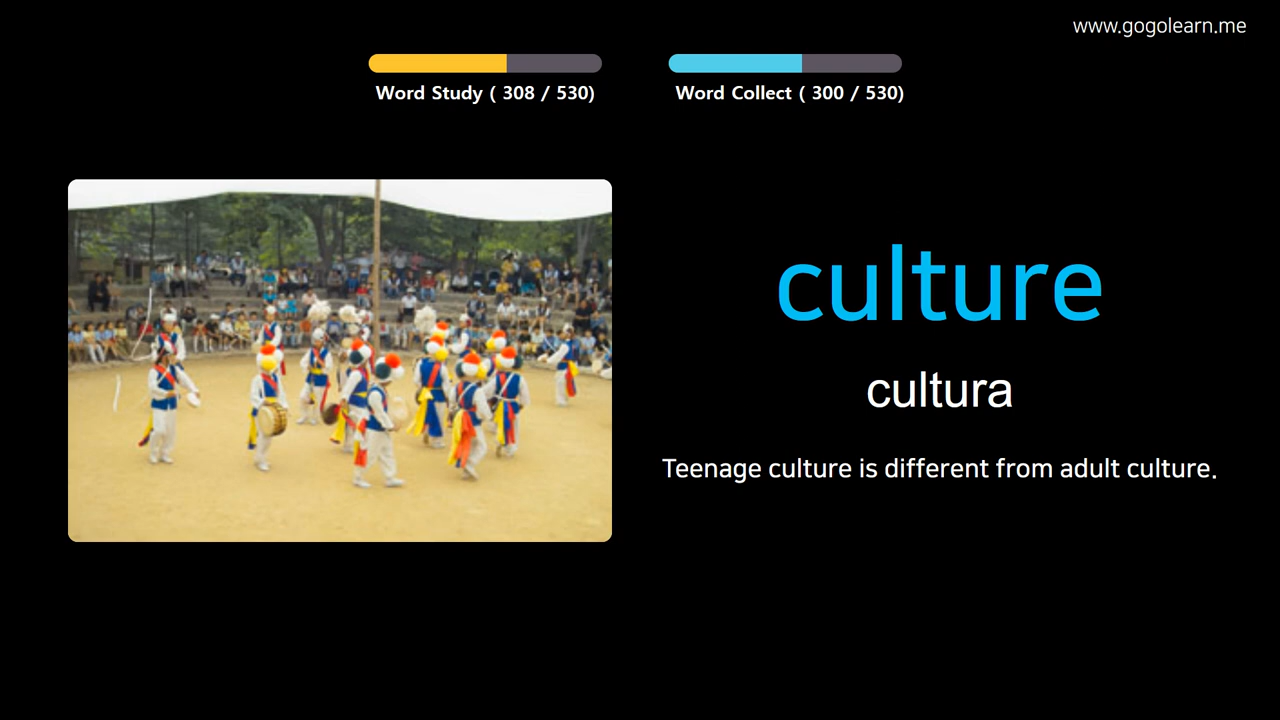 www.gogolearn.me
Word Study ( 308 / 530)
Word Collect ( 300 / 530)
culture
cultura
Teenage culture is different from adult culture.